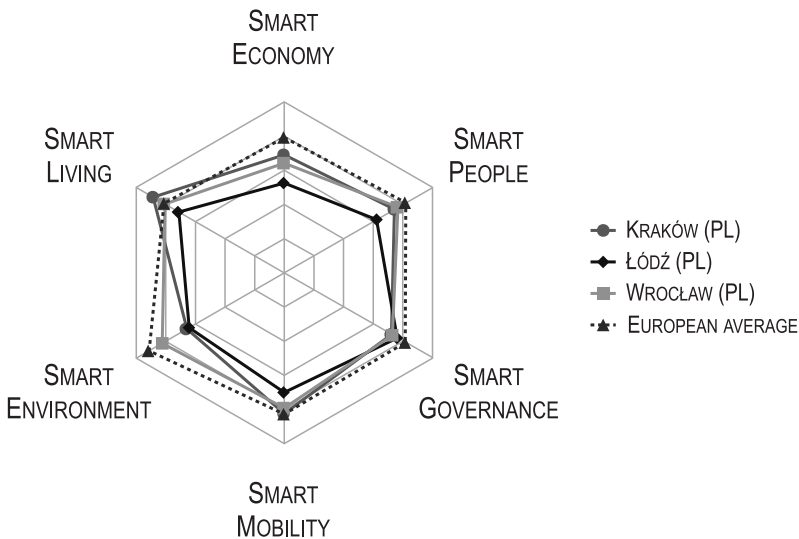 SMART
ECONOMY
SMART
LIVING
SMART
PEOPLE
KRAKÓW (PL)
ŁÓDŹ (PL)
WROCŁAW (PL)
EUROPEAN AVERAGE
SMART
ENVIRONMENT
SMART
GOVERNANCE
SMART
MOBILITY